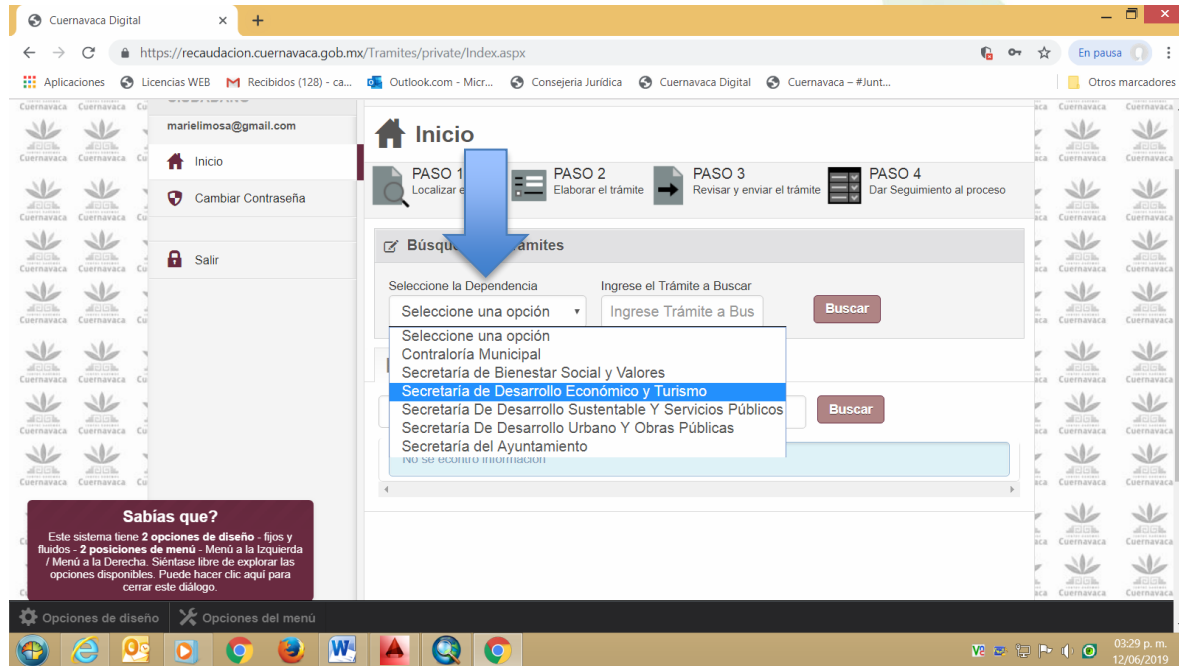 Cuernavaca Digital
https://recaudacion.cuernavaca.gob.mx/Tramites/private/Index.aspx
En pausa
Aplicaciones
Licencias WEB
Recibidos (128) - ca...
Outlook.com - Micr...
Consejeria Jurídica
Cuernavaca Digital
Cuernavaca – #Junt...
Otros marcadores
marielimosa@gmail.com
Inicio
Cambiar Contraseña
Salir
Inicio
PASO 1
Localizar e
PASO 2
Elaborar el trámite
PASO 3
Revisar y enviar el trámite
PASO 4
Dar Seguimiento al proceso
Búsqu ámites
Seleccione la Dependencia
Ingrese el Trámite a Buscar
Seleccione una opción
Ingrese Trámite a Bus
Buscar
Seleccione una opción
Contraloría Municipal
Secretaría de Bienestar Social y Valores
Secretaría de Desarrollo Económico y Turismo
Secretaría De Desarrollo Sustentable Y Servicios Públicos
Secretaría De Desarrollo Urbano Y Obras Públicas
Secretaría del Ayuntamiento
Buscar
No se econtro información
Sabías que?
Este sistema tiene 2 opciones de diseño - fijos y
fluidos - 2 posiciones de menú - Menú a la Izquierda
/ Menú a la Derecha. Siéntase libre de explorar las
opciones disponibles. Puede hacer clic aquí para
cerrar este diálogo.
Opciones de diseño
Opciones del menú
03:29 p. m.
12/06/2019